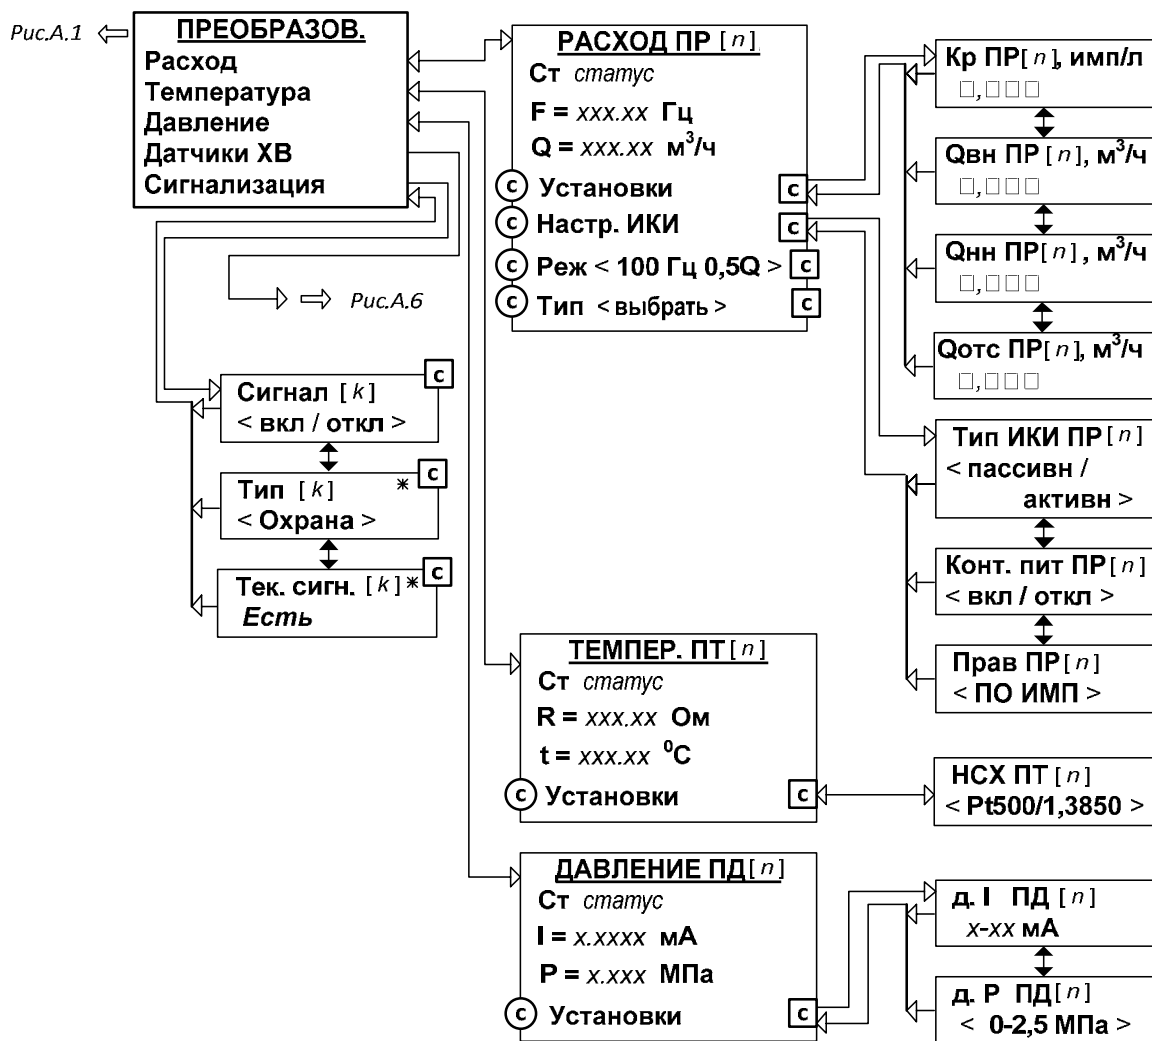 Рис.А.1
ПРЕОБРАЗОВ.
Расход
Температура
Давление
Датчики ХВ
Сигнализация
Рис.А.6
Сигнал [k]
< вкл / откл >
с
Тип [k] *
< Охрана >
с
Тек. сигн. [k]*
Есть
с
РАСХОД ПР [n]
Ст статус
F = xxx.xx Гц
Q = xxx.xx м³/ч
с Установки с
с Настр. ИКИ с
с Реж < 100 Гц 0,5Q > с
с Тип < выбрать > с
Кр ПР[n], имп/л
□,□□□
Qвн ПР[n], м³/ч
□,□□□
Qнн ПР[n], м³/ч
□,□□□
Qотс ПР[n], м³/ч
□,□□□
Тип ИКИ ПР[n]
< пассивн /
активн >
Конт. пит ПР[n]
< вкл / откл >
Прав ПР[n]
< ПО ИМП >
ТЕМПЕР. ПТ[n]
Ст статус
R = xxx.xx Ом
t = xxx.xx ⁰С
с Установки с
НСХ ПТ [n]
< Pt500/1,3850 >
ДАВЛЕНИЕ ПД[n]
Ст статус
I = x.xxxx мА
P = x.xxx МПа
с Установки с
д. I ПД [n]
x-xx мА
д. P ПД[n]
< 0-2,5 МПа >